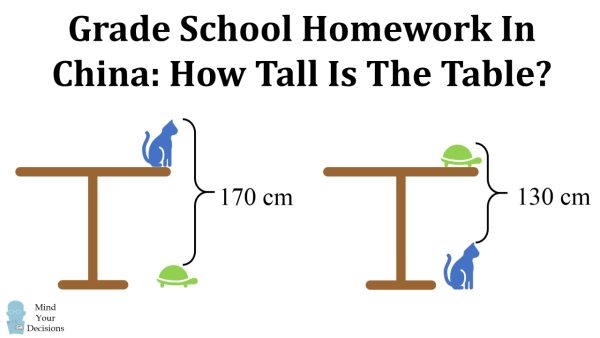 Grade School Homework In
China: How Tall Is The Table?
170 cm
130 cm
Mind
Your
Decisions